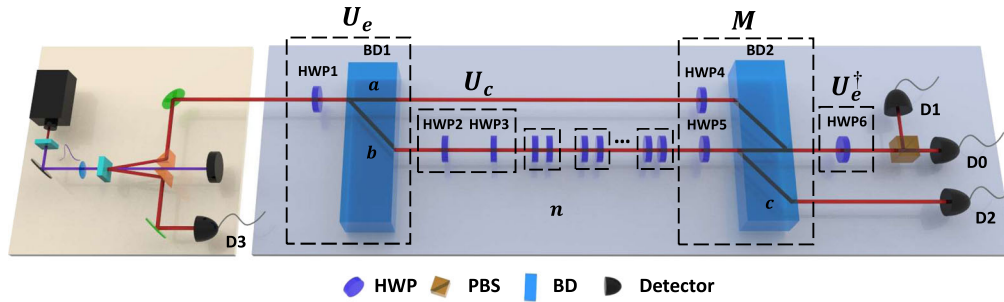 U_e
M
BD1
BD2
HWP1
a
U_c
HWP4
U_e^†
HWP2
HWP3
HWP5
HWP6
D1
b
...
D0
D3
n
c
D2
HWP
PBS
BD
Detector